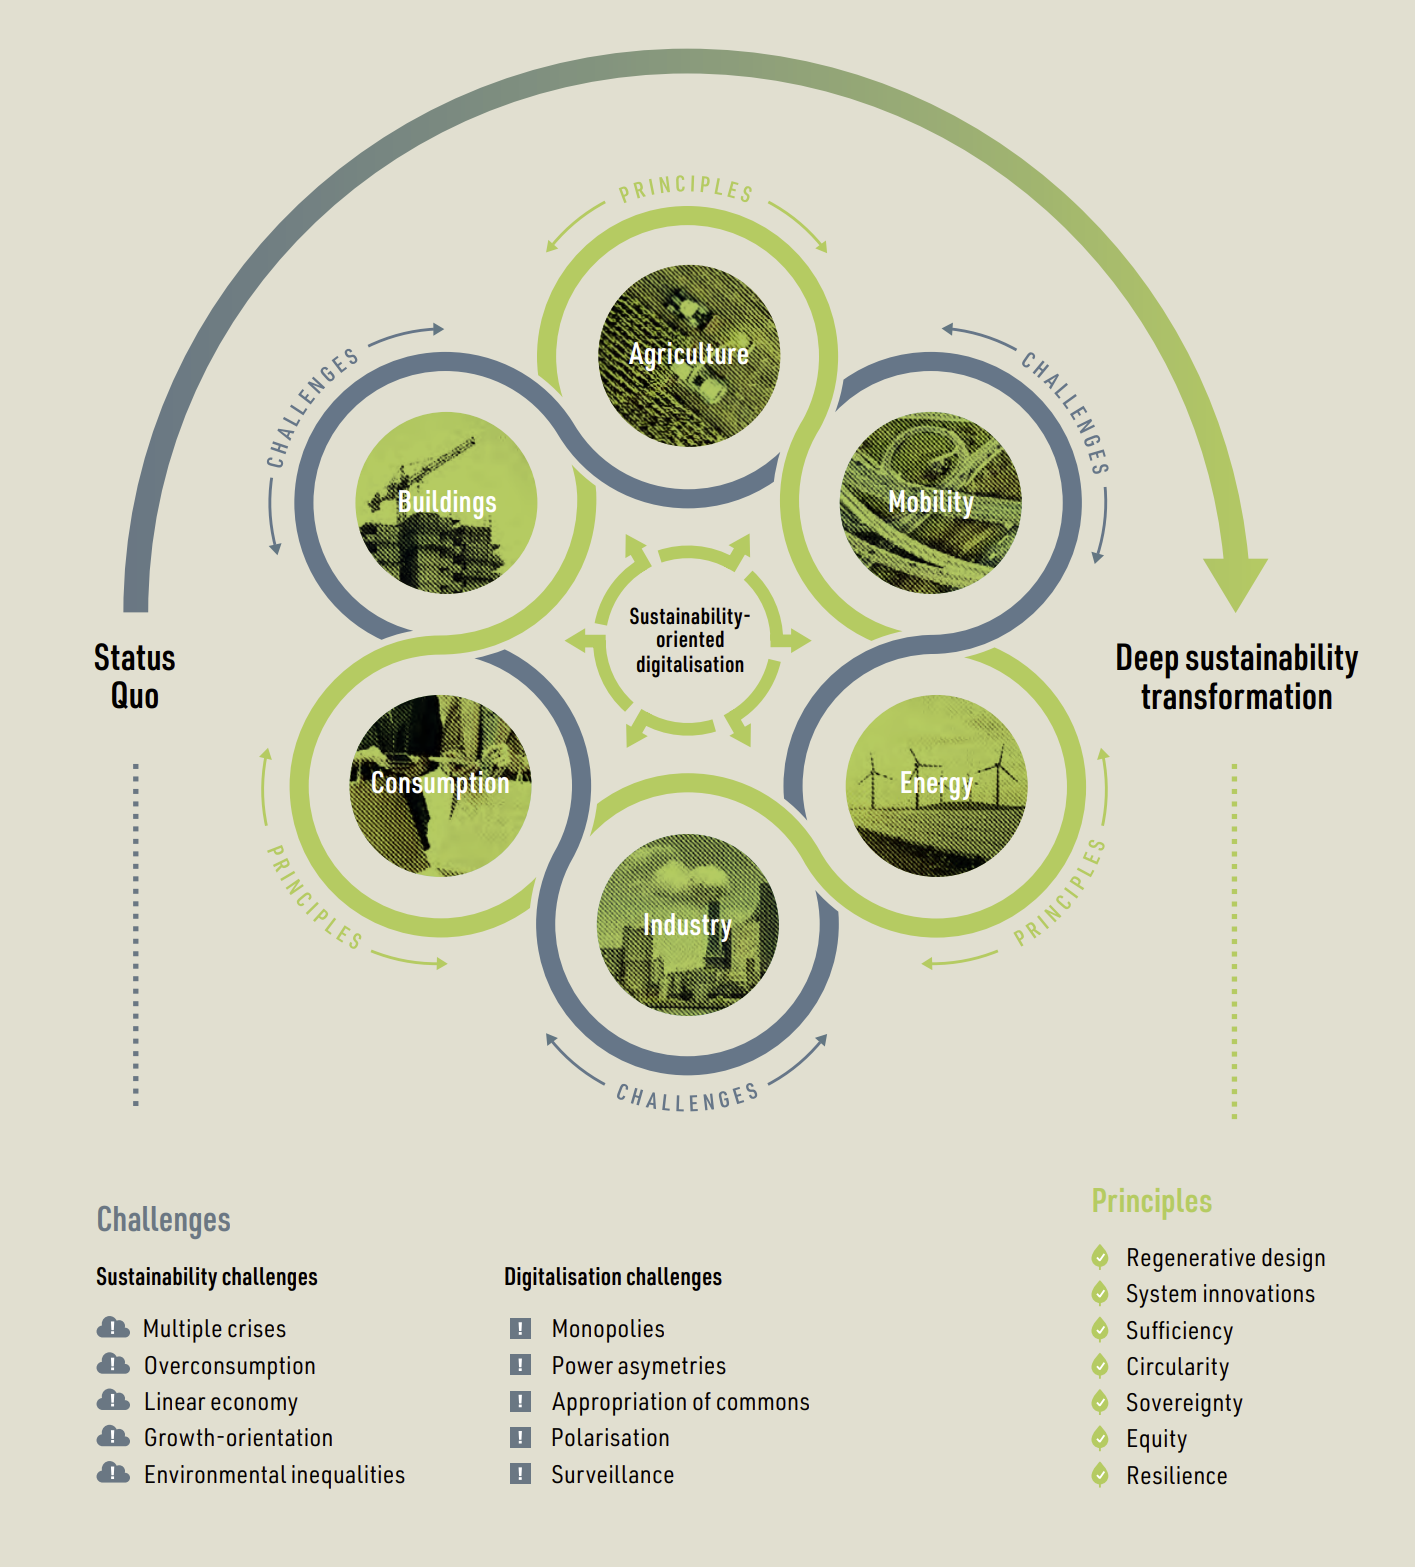 PRINCIPLES
Agriculture
CHALLENGES
CHALLENGES
Buildings
Mobility
Sustainability-
oriented
digitalisation
Status
Quo
Deep sustainability
transformation
Consumption
Energy
PRINCIPLES
PRINCIPLES
Industry
CHALLENGES
Challenges
Sustainability challenges
Multiple crises
Overconsumption
Linear economy
Growth-orientation
Environmental inequalities
Digitalisation challenges
Monopolies
Power asymetries
Appropriation of commons
Polarisation
Surveillance
Principles
Regenerative design
System innovations
Sufficiency
Circularity
Sovereignty
Equity
Resilience